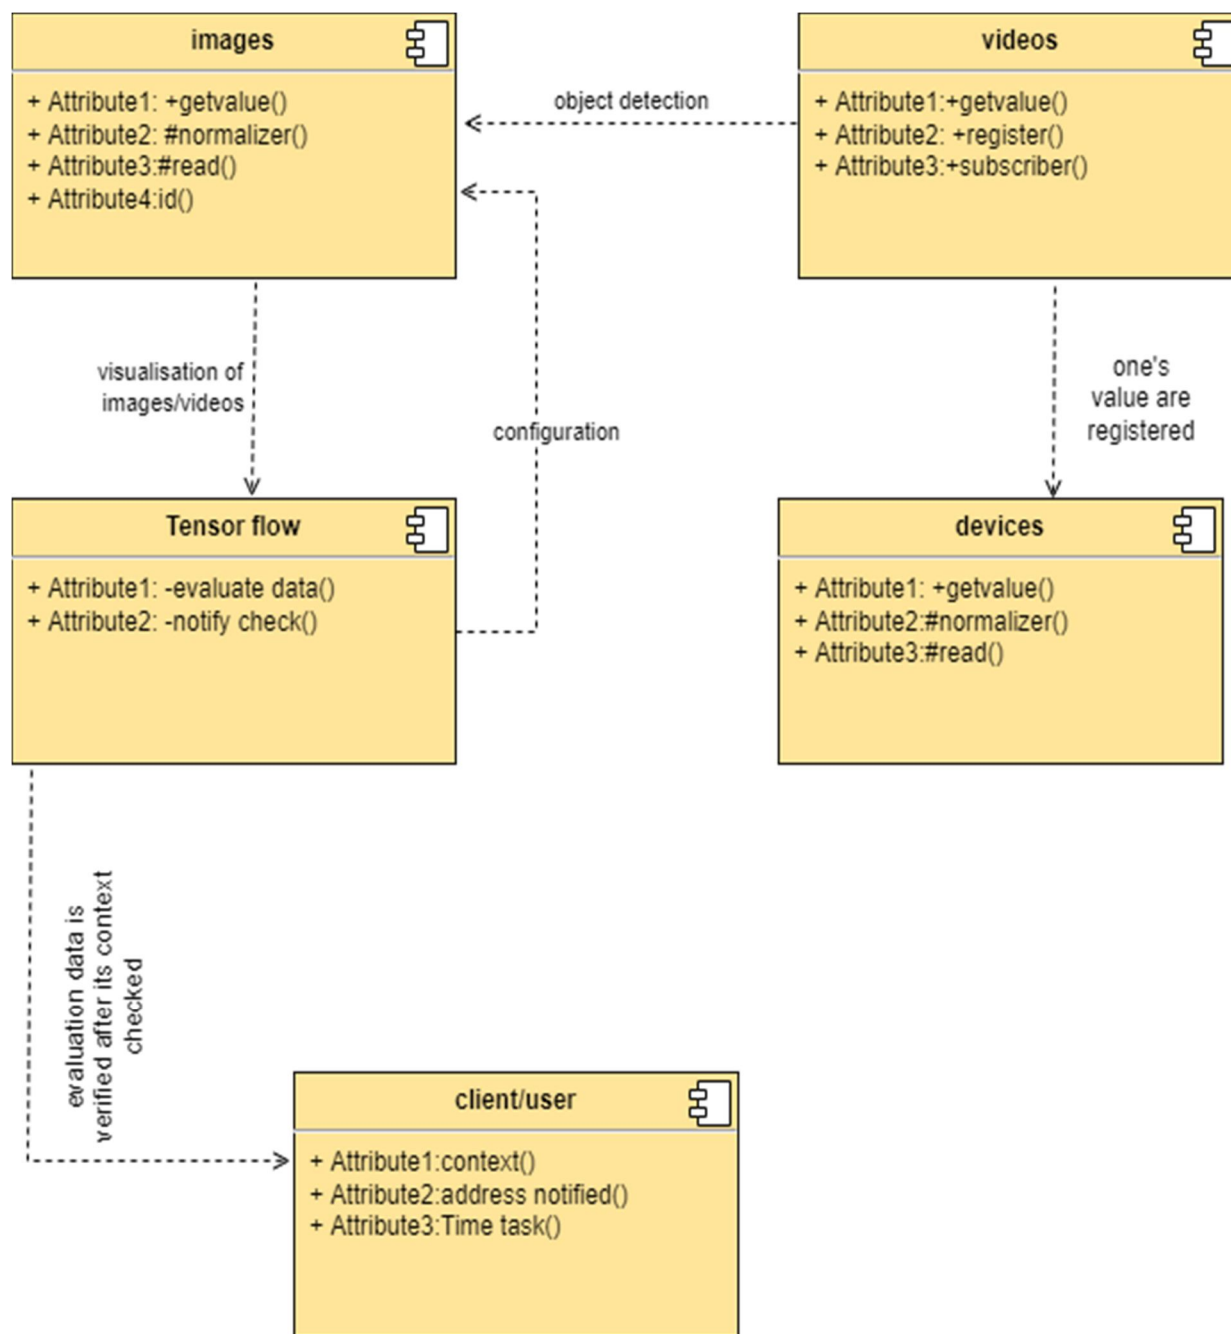 images
+ Attribute1: +getvalue()
+ Attribute2: #normalizer()
+ Attribute3:#read()
+ Attribute4:id()
object detection
videos
+ Attribute1:+getvalue()
+ Attribute2: +register()
+ Attribute3:+subscriber()
visualisation of
images/videos
configuration
one's
value are
registered
Tensor flow
+ Attribute1: -evaluate data()
+ Attribute2: -notify check()
devices
+ Attribute1: +getvalue()
+ Attribute2:#normalizer()
+ Attribute3:#read()
evaluation data is
verified after its context
checked
client/user
+ Attribute1:context()
+ Attribute2:address notified()
+ Attribute3:Time task()